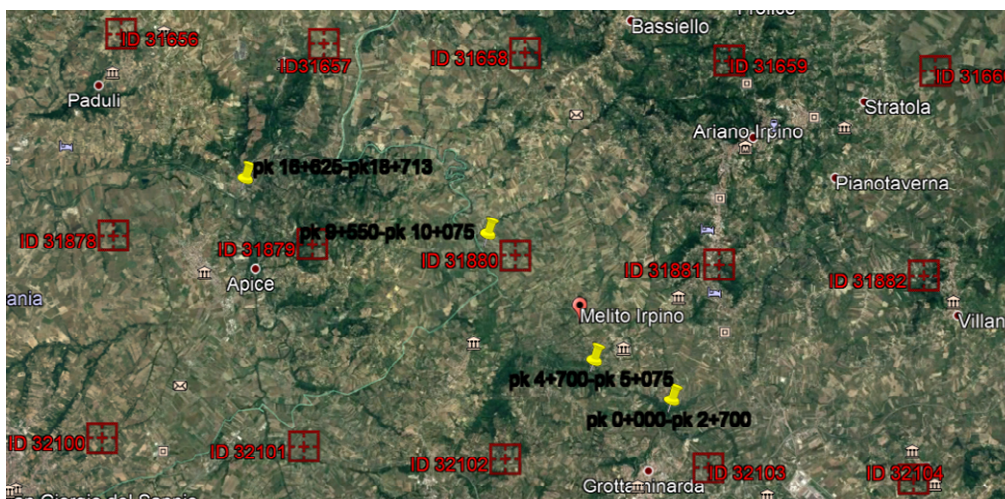 Bassiello
ID 31656
ID31657
ID 31658
ID 31659
Paduli
Stratola
Ariano Irpino
pk 18+625-pk18+713
Pianotaverna
pk 9+550-pk 10+075
ID 31878
ID 31879
ID 31880
ID 31881
ID 31882
Apice
Melito Irpino
pk 4+700-pk 5+075
pk 0+000-pk 2+700
ID 32100
ID 32101
ID 32102
ID 32103
ID 32104
Grottaminarda